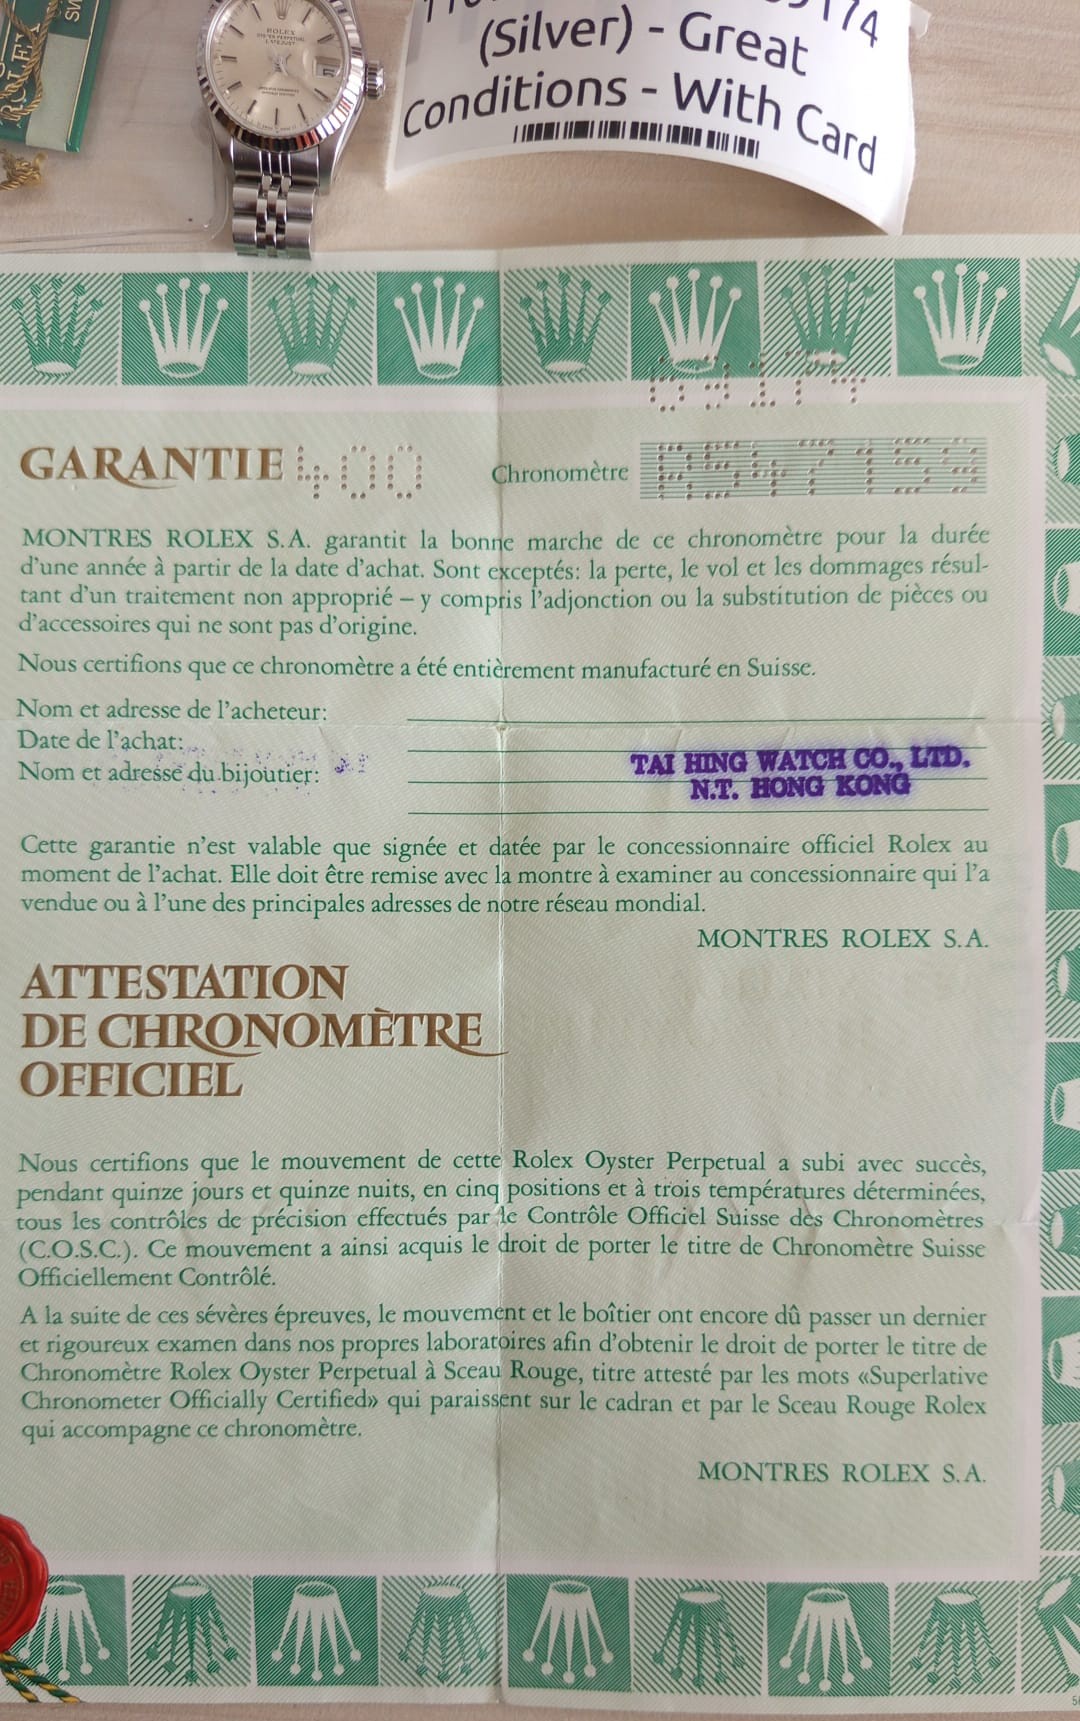 ROLEX
SW
ROLEX
OYSTER PERPETUAL
DATEJUST
(Silver) - Great
Conditions - With Card
69174
GARANTIE 400 Chronomètre R547159
MONTRES ROLEX S.A. garantit la bonne marche de ce chronomètre pour la durée
d'une année à partir de la date d'achat. Sont exceptés: la perte, le vol et les dommages résul-
tant d'un traitement non approprié – y compris l'adjonction ou la substitution de pièces ou
d'accessoires qui ne sont pas d'origine.
Nous certifions que ce chronomètre a été entièrement manufacturé en Suisse.
Nom et adresse de l'acheteur:
Date de l'achat:
Nom et adresse du bijoutier:
TAI HING WATCH CO., LTD.
N.T. HONG KONG
Cette garantie n'est valable que signée et datée par le concessionnaire officiel Rolex au
moment de l'achat. Elle doit être remise avec la montre à examiner au concessionnaire qui l'a
vendue ou à l'une des principales adresses de notre réseau mondial.
MONTRES ROLEX S.A.
ATTESTATION
DE CHRONOMÈTRE
OFFICIEL
Nous certifions que le mouvement de cette Rolex Oyster Perpetual a subi avec succès,
pendant quinze jours et quinze nuits, en cinq positions et à trois températures déterminées,
tous les contrôles de précision effectués par le Contrôle Officiel Suisse des Chronomètres
(C.O.S.C.). Ce mouvement a ainsi acquis le droit de porter le titre de Chronomètre Suisse
Officiellement Contrôlé.
A la suite de ces sévères épreuves, le mouvement et le boîtier ont encore dû passer un dernier
et rigoureux examen dans nos propres laboratoires afin d'obtenir le droit de porter le titre de
Chronomètre Rolex Oyster Perpetual à Sceau Rouge, titre attesté par les mots «Superlative
Chronometer Officially Certified» qui paraissent sur le cadran et par le Sceau Rouge Rolex
qui accompagne ce chronomètre.
MONTRES ROLEX S.A.